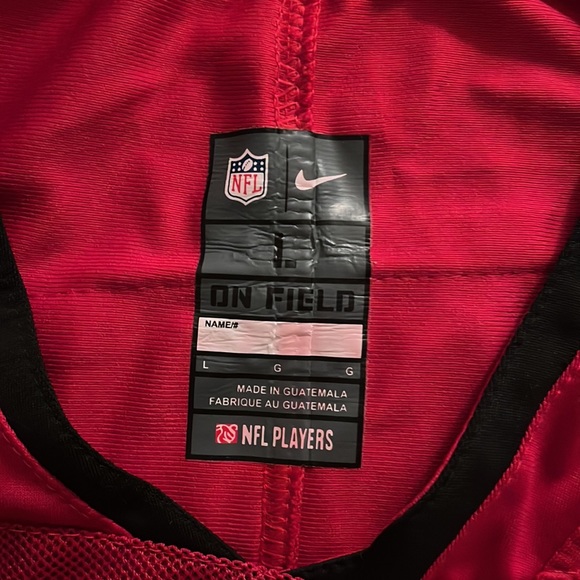 NFL
L
ON FIELD
NAME/#
L G G
MADE IN GUATEMALA
FABRIQUE AU GUATEMALA
NFL PLAYERS